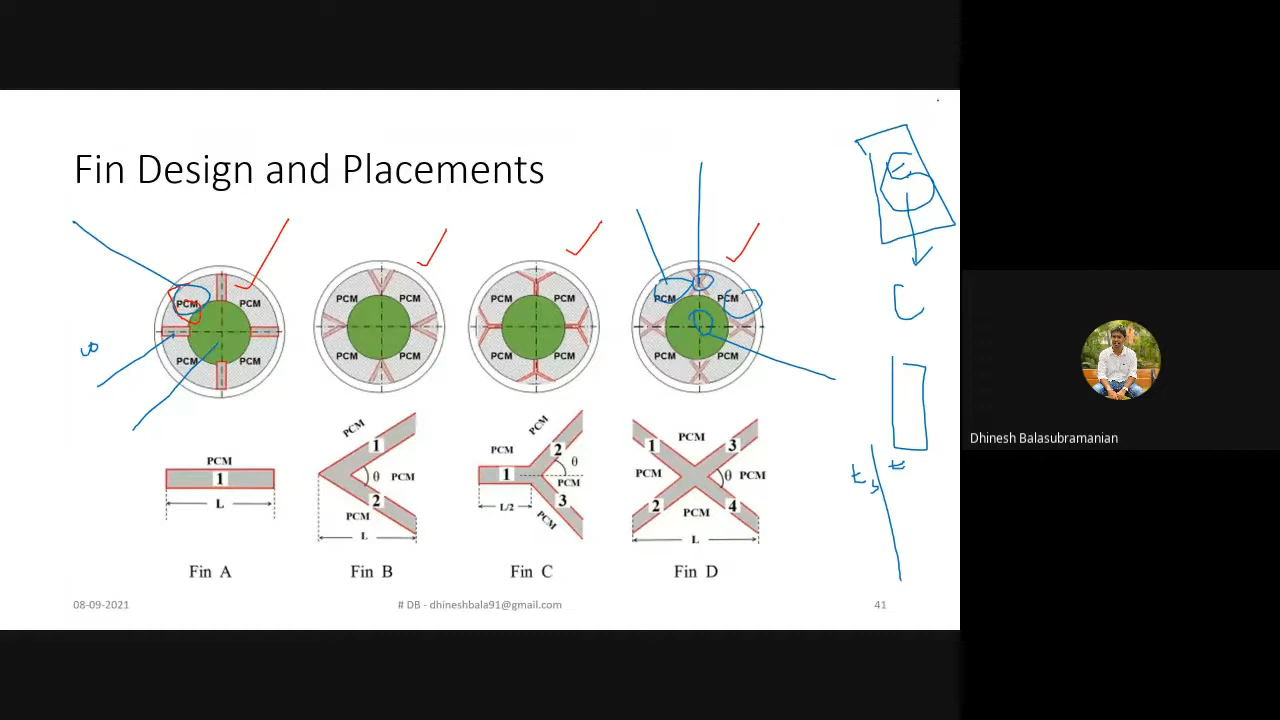 Fin Design and Placements
PCM PCM
PCM PCM
PCM PCM
PCM PCM
PCM PCM
PCM PCM
PCM PCM
PCM PCM
PCM
1
L
PCM
1
θ
PCM
2
PCM
L
PCM
PCM
2
θ
1
PCM
3
L/2
PCM
1
PCM
3
PCM
θ
PCM
2
PCM
4
L
Fin A
Fin B
Fin C
Fin D
08-09-2021
# DB - dhineshbala91@gmail.com
41
Dhinesh Balasubramanian